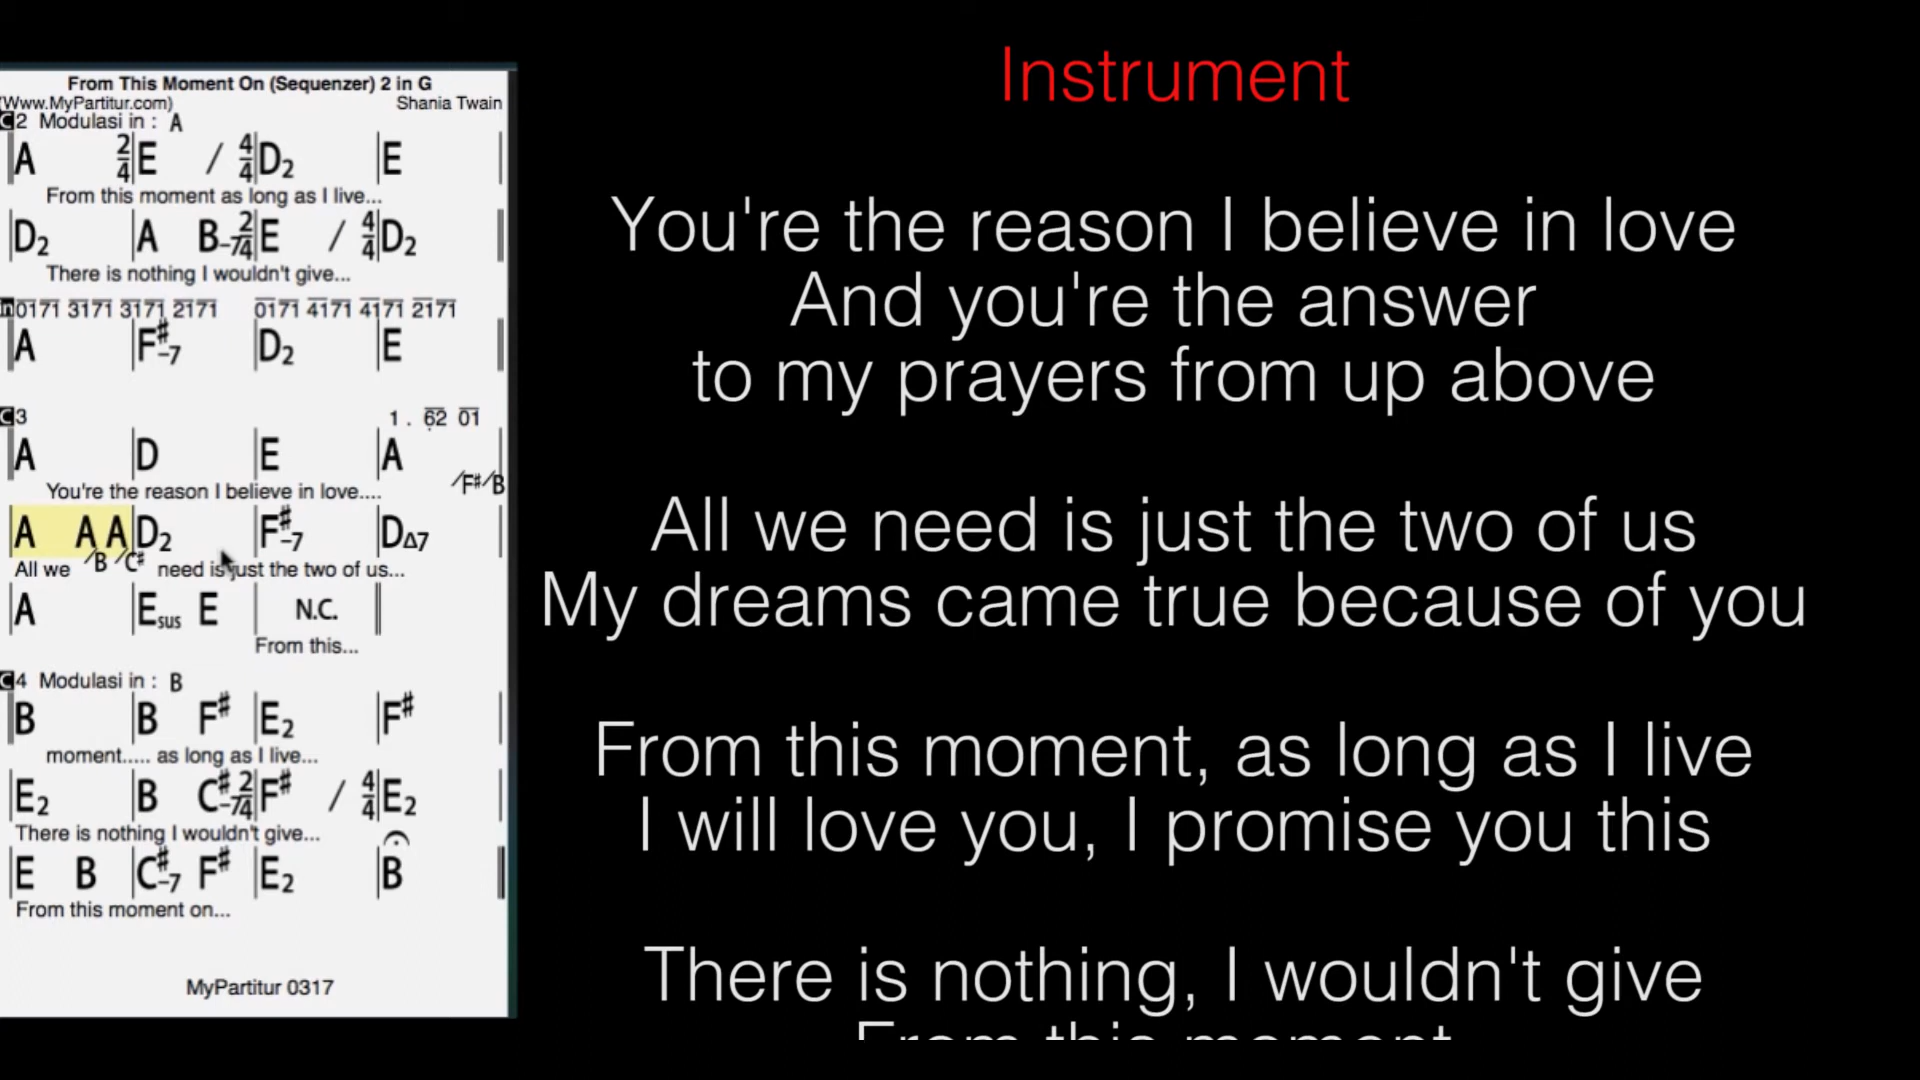 From This Moment On (Sequenzer) 2 in G
(Www.MyPartitur.com) Shania Twain
C2 Modulasi in : A
A 2/4 E / 4/4 D2 E
From this moment as long as I live...
D2 A B-7 2/4 E / 4/4 D2
There is nothing I wouldn't give...
in 0171 3171 3171 2171 0171 4171 4171 2171
A F#-7 D2 E
C3 1 . 62 01
A D E A /F# /B
You're the reason I believe in love....
A A/B A/C# D2 F#-7 DΔ7
All we need is just the two of us...
A Esus E N.C.
From this...
C4 Modulasi in : B
B B F# E2 F#
moment..... as long as I live...
E2 B C#-7 2/4 F# / 4/4 E2
There is nothing I wouldn't give...
E B C#-7 F# E2 B
From this moment on...
MyPartitur 0317
Instrument
You're the reason I believe in love
And you're the answer
to my prayers from up above
All we need is just the two of us
My dreams came true because of you
From this moment, as long as I live
I will love you, I promise you this
There is nothing, I wouldn't give
From this moment